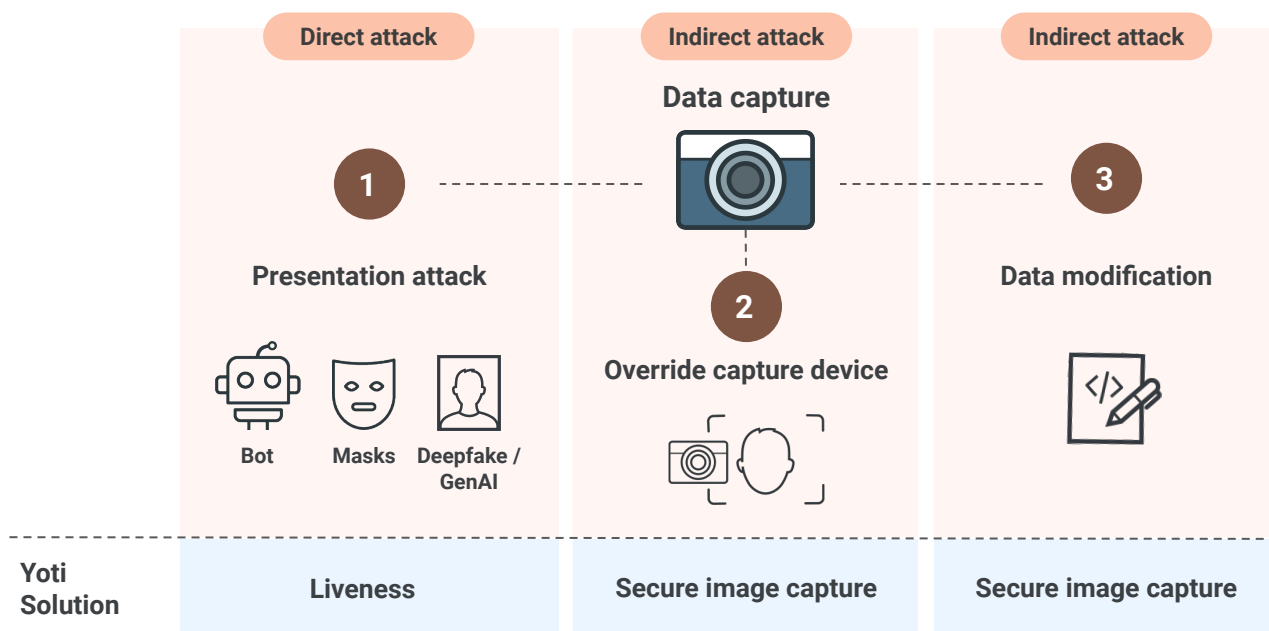 Direct attack
1
Presentation attack
Bot
Masks
Deepfake /
GenAI
Indirect attack
Data capture
2
Override capture device
Indirect attack
3
Data modification
</>
Yoti
Solution
Liveness
Secure image capture
Secure image capture